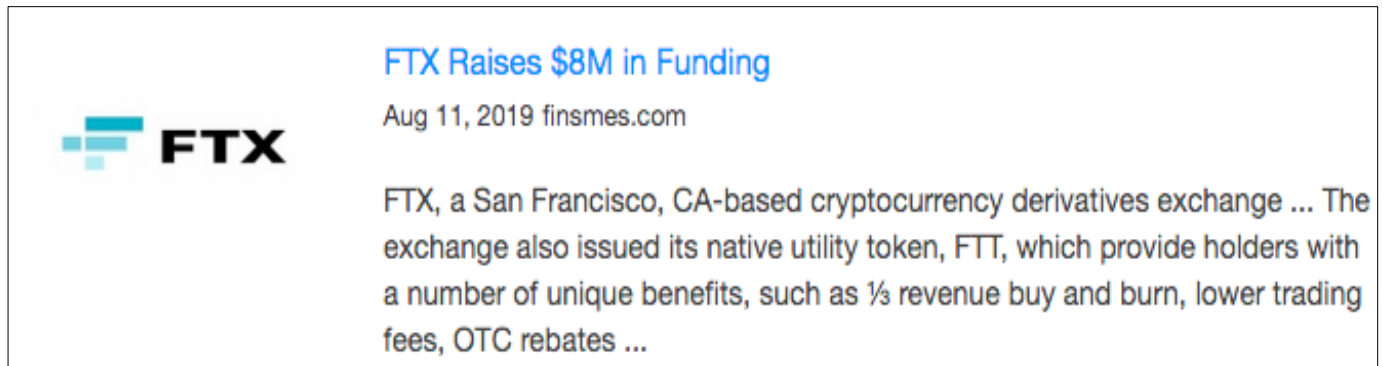 FTX Raises $8M in Funding
Aug 11, 2019 finsmes.com
FTX
FTX, a San Francisco, CA-based cryptocurrency derivatives exchange ... The
exchange also issued its native utility token, FTT, which provide holders with
a number of unique benefits, such as ⅓ revenue buy and burn, lower trading
fees, OTC rebates ...